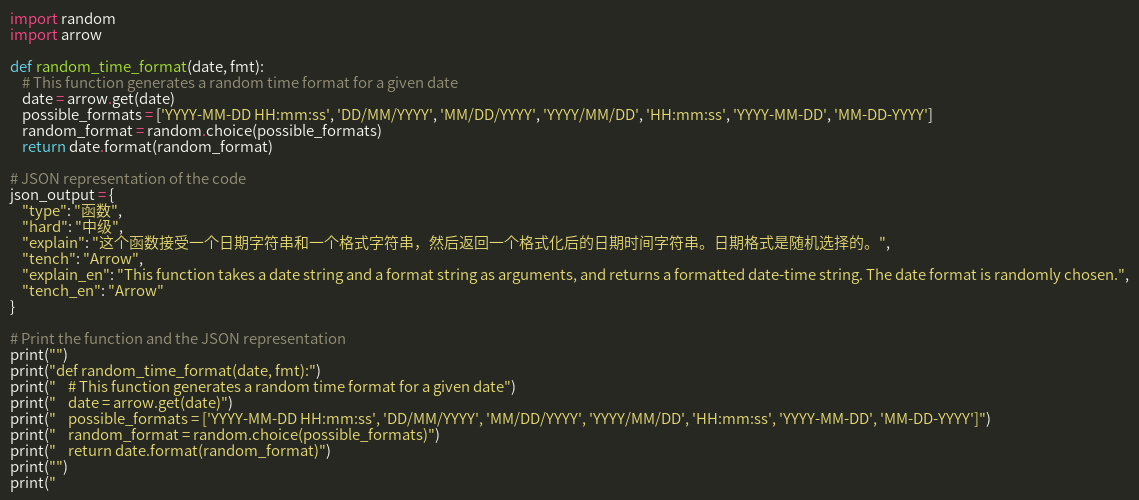 import random
import arrow

def random_time_format(date, fmt):
    # This function generates a random time format for a given date
    date = arrow.get(date)
    possible_formats = ['YYYY-MM-DD HH:mm:ss', 'DD/MM/YYYY', 'MM/DD/YYYY', 'YYYY/MM/DD', 'HH:mm:ss', 'YYYY-MM-DD', 'MM-DD-YYYY']
    random_format = random.choice(possible_formats)
    return date.format(random_format)

# JSON representation of the code
json_output = {
    "type": "函数",
    "hard": "中级",
    "explain": "这个函数接受一个日期字符串和一个格式字符串，然后返回一个格式化后的日期时间字符串。日期格式是随机选择的。",
    "tench": "Arrow",
    "explain_en": "This function takes a date string and a format string as arguments, and returns a formatted date-time string. The date format is randomly chosen.",
    "tench_en": "Arrow"
}

# Print the function and the JSON representation
print("")
print("def random_time_format(date, fmt):")
print("    # This function generates a random time format for a given date")
print("    date = arrow.get(date)")
print("    possible_formats = ['YYYY-MM-DD HH:mm:ss', 'DD/MM/YYYY', 'MM/DD/YYYY', 'YYYY/MM/DD', 'HH:mm:ss', 'YYYY-MM-DD', 'MM-DD-YYYY']")
print("    random_format = random.choice(possible_formats)")
print("    return date.format(random_format)")
print("")
print("